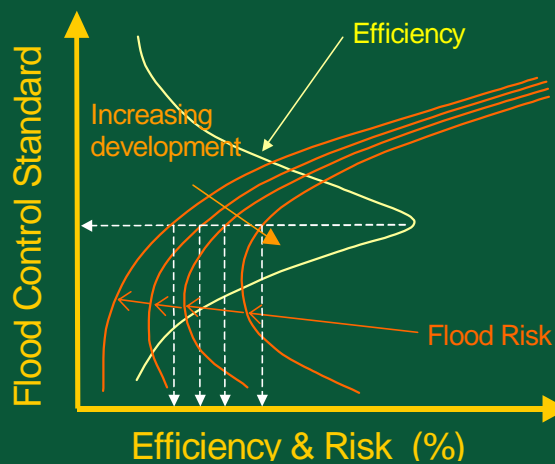 Efficiency
Increasing
development
Flood Control Standard
Flood Risk
Efficiency & Risk (%)